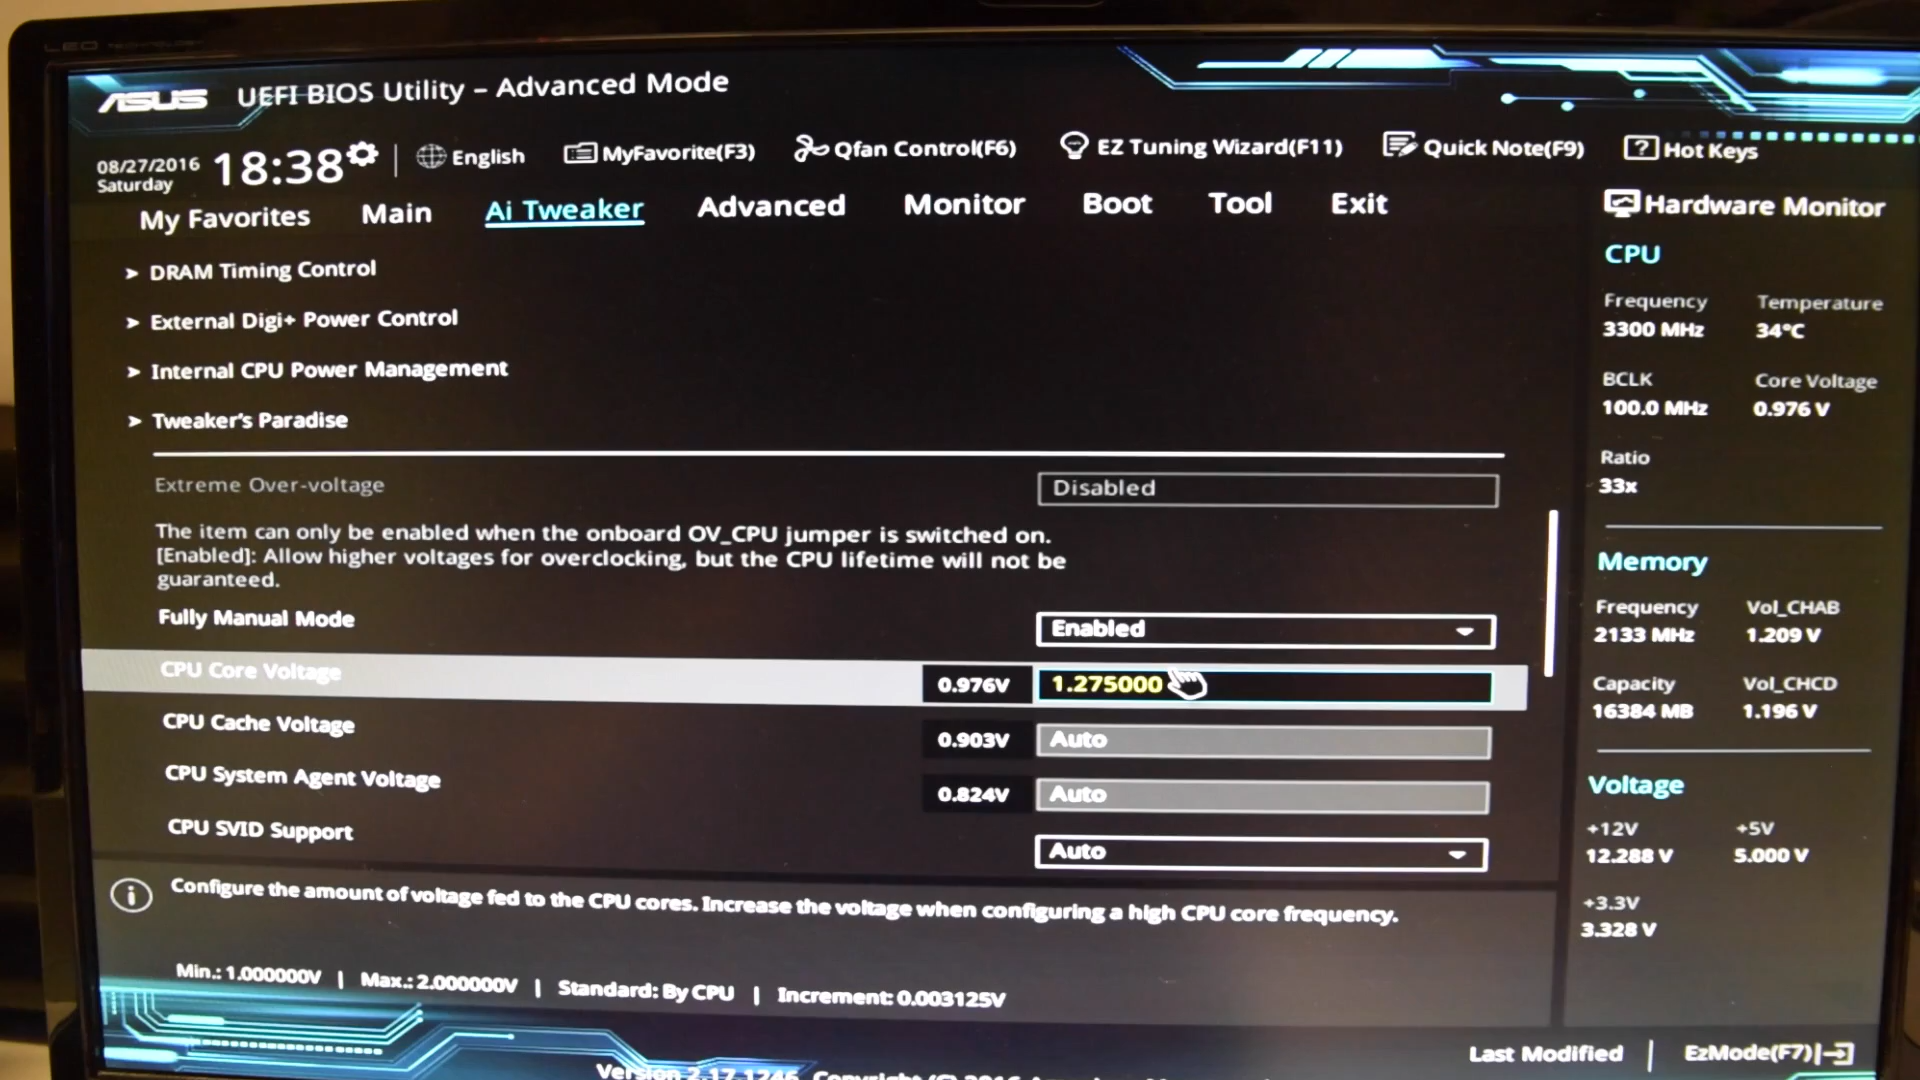 ASUS UEFI BIOS Utility – Advanced Mode
08/27/2016
Saturday
18:38
English
MyFavorite(F3)
Qfan Control(F6)
EZ Tuning Wizard(F11)
Quick Note(F9)
? Hot Keys
My Favorites
Main
Ai Tweaker
Advanced
Monitor
Boot
Tool
Exit
> DRAM Timing Control
> External Digi+ Power Control
> Internal CPU Power Management
> Tweaker's Paradise
Extreme Over-voltage Disabled
The item can only be enabled when the onboard OV_CPU jumper is switched on.
[Enabled]: Allow higher voltages for overclocking, but the CPU lifetime will not be
guaranteed.
Fully Manual Mode Enabled
CPU Core Voltage 0.976V 1.275000
CPU Cache Voltage 0.903V Auto
CPU System Agent Voltage 0.824V Auto
CPU SVID Support Auto
i Configure the amount of voltage fed to the CPU cores. Increase the voltage when configuring a high CPU core frequency.
Min.: 1.000000V | Max.: 2.000000V | Standard: By CPU | Increment: 0.003125V
Hardware Monitor
CPU
Frequency Temperature
3300 MHz 34°C
BCLK Core Voltage
100.0 MHz 0.976 V
Ratio
33x
Memory
Frequency Vol_CHAB
2133 MHz 1.209 V
Capacity Vol_CHCD
16384 MB 1.196 V
Voltage
+12V +5V
12.288 V 5.000 V
+3.3V
3.328 V
Last Modified | EzMode(F7)
Version 2.17.1246. Copyright (C) 2016